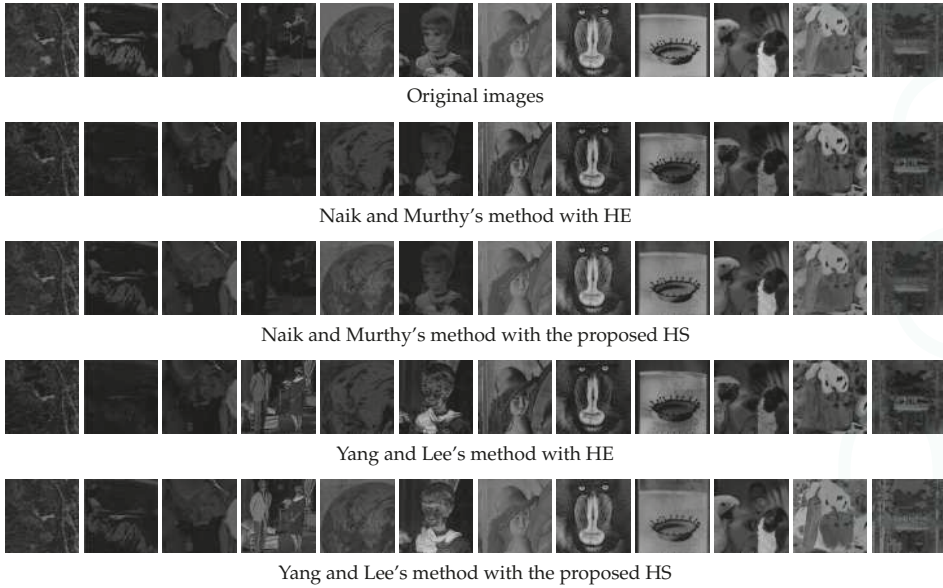 Original images
Naik and Murthy's method with HE
Naik and Murthy's method with the proposed HS
Yang and Lee's method with HE
Yang and Lee's method with the proposed HS